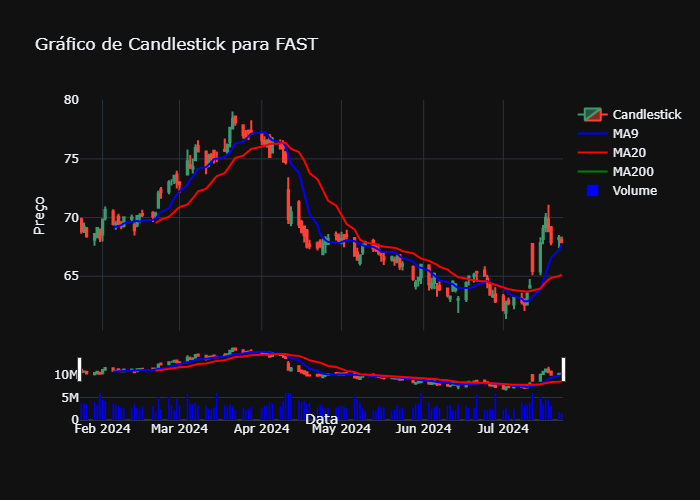 Gráfico de Candlestick para FAST
80
75
70
65
Preço
Candlestick
MA9
MA20
MA200
Volume
10M
5M
0
Data
Feb 2024
Mar 2024
Apr 2024
May 2024
Jun 2024
Jul 2024